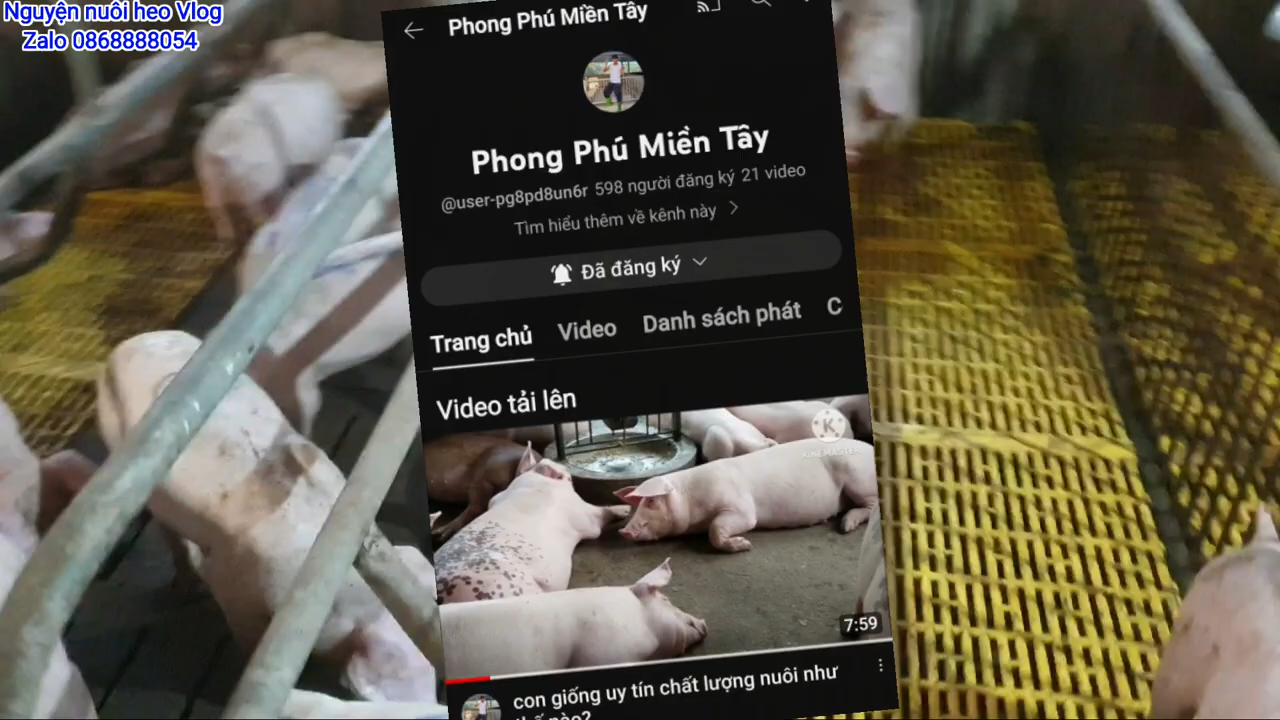 Nguyện nuôi heo Vlog
Zalo 0868888054
Phong Phú Miền Tây
Phong Phú Miền Tây
@user-pg8pd8un6r 598 người đăng ký 21 video
Tìm hiểu thêm về kênh này
Đã đăng ký
Trang chủ Video Danh sách phát C
Video tải lên
K
KINEMASTER
7:59
con giống uy tín chất lượng nuôi như
thế nào?